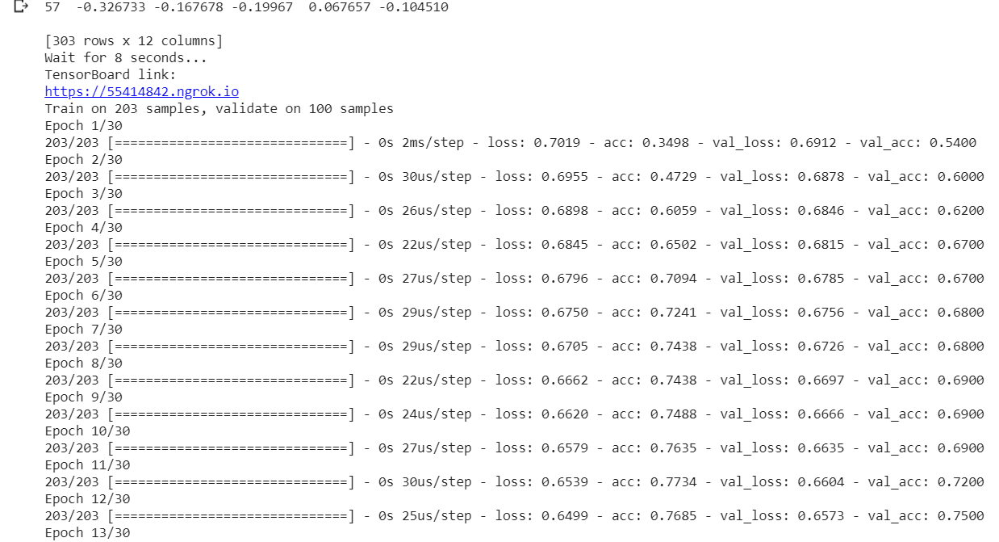 57  -0.326733 -0.167678 -0.19967  0.067657 -0.104510
[303 rows x 12 columns]
Wait for 8 seconds...
TensorBoard link:
https://55414842.ngrok.io
Train on 203 samples, validate on 100 samples
Epoch 1/30
203/203 [==============================] - 0s 2ms/step - loss: 0.7019 - acc: 0.3498 - val_loss: 0.6912 - val_acc: 0.5400
Epoch 2/30
203/203 [==============================] - 0s 30us/step - loss: 0.6955 - acc: 0.4729 - val_loss: 0.6878 - val_acc: 0.6000
Epoch 3/30
203/203 [==============================] - 0s 26us/step - loss: 0.6898 - acc: 0.6059 - val_loss: 0.6846 - val_acc: 0.6200
Epoch 4/30
203/203 [==============================] - 0s 22us/step - loss: 0.6845 - acc: 0.6502 - val_loss: 0.6815 - val_acc: 0.6700
Epoch 5/30
203/203 [==============================] - 0s 27us/step - loss: 0.6796 - acc: 0.7094 - val_loss: 0.6785 - val_acc: 0.6700
Epoch 6/30
203/203 [==============================] - 0s 29us/step - loss: 0.6750 - acc: 0.7241 - val_loss: 0.6756 - val_acc: 0.6800
Epoch 7/30
203/203 [==============================] - 0s 29us/step - loss: 0.6705 - acc: 0.7438 - val_loss: 0.6726 - val_acc: 0.6800
Epoch 8/30
203/203 [==============================] - 0s 22us/step - loss: 0.6662 - acc: 0.7438 - val_loss: 0.6697 - val_acc: 0.6900
Epoch 9/30
203/203 [==============================] - 0s 24us/step - loss: 0.6620 - acc: 0.7488 - val_loss: 0.6666 - val_acc: 0.6900
Epoch 10/30
203/203 [==============================] - 0s 27us/step - loss: 0.6579 - acc: 0.7635 - val_loss: 0.6635 - val_acc: 0.6900
Epoch 11/30
203/203 [==============================] - 0s 30us/step - loss: 0.6539 - acc: 0.7734 - val_loss: 0.6604 - val_acc: 0.7200
Epoch 12/30
203/203 [==============================] - 0s 25us/step - loss: 0.6499 - acc: 0.7685 - val_loss: 0.6573 - val_acc: 0.7500
Epoch 13/30